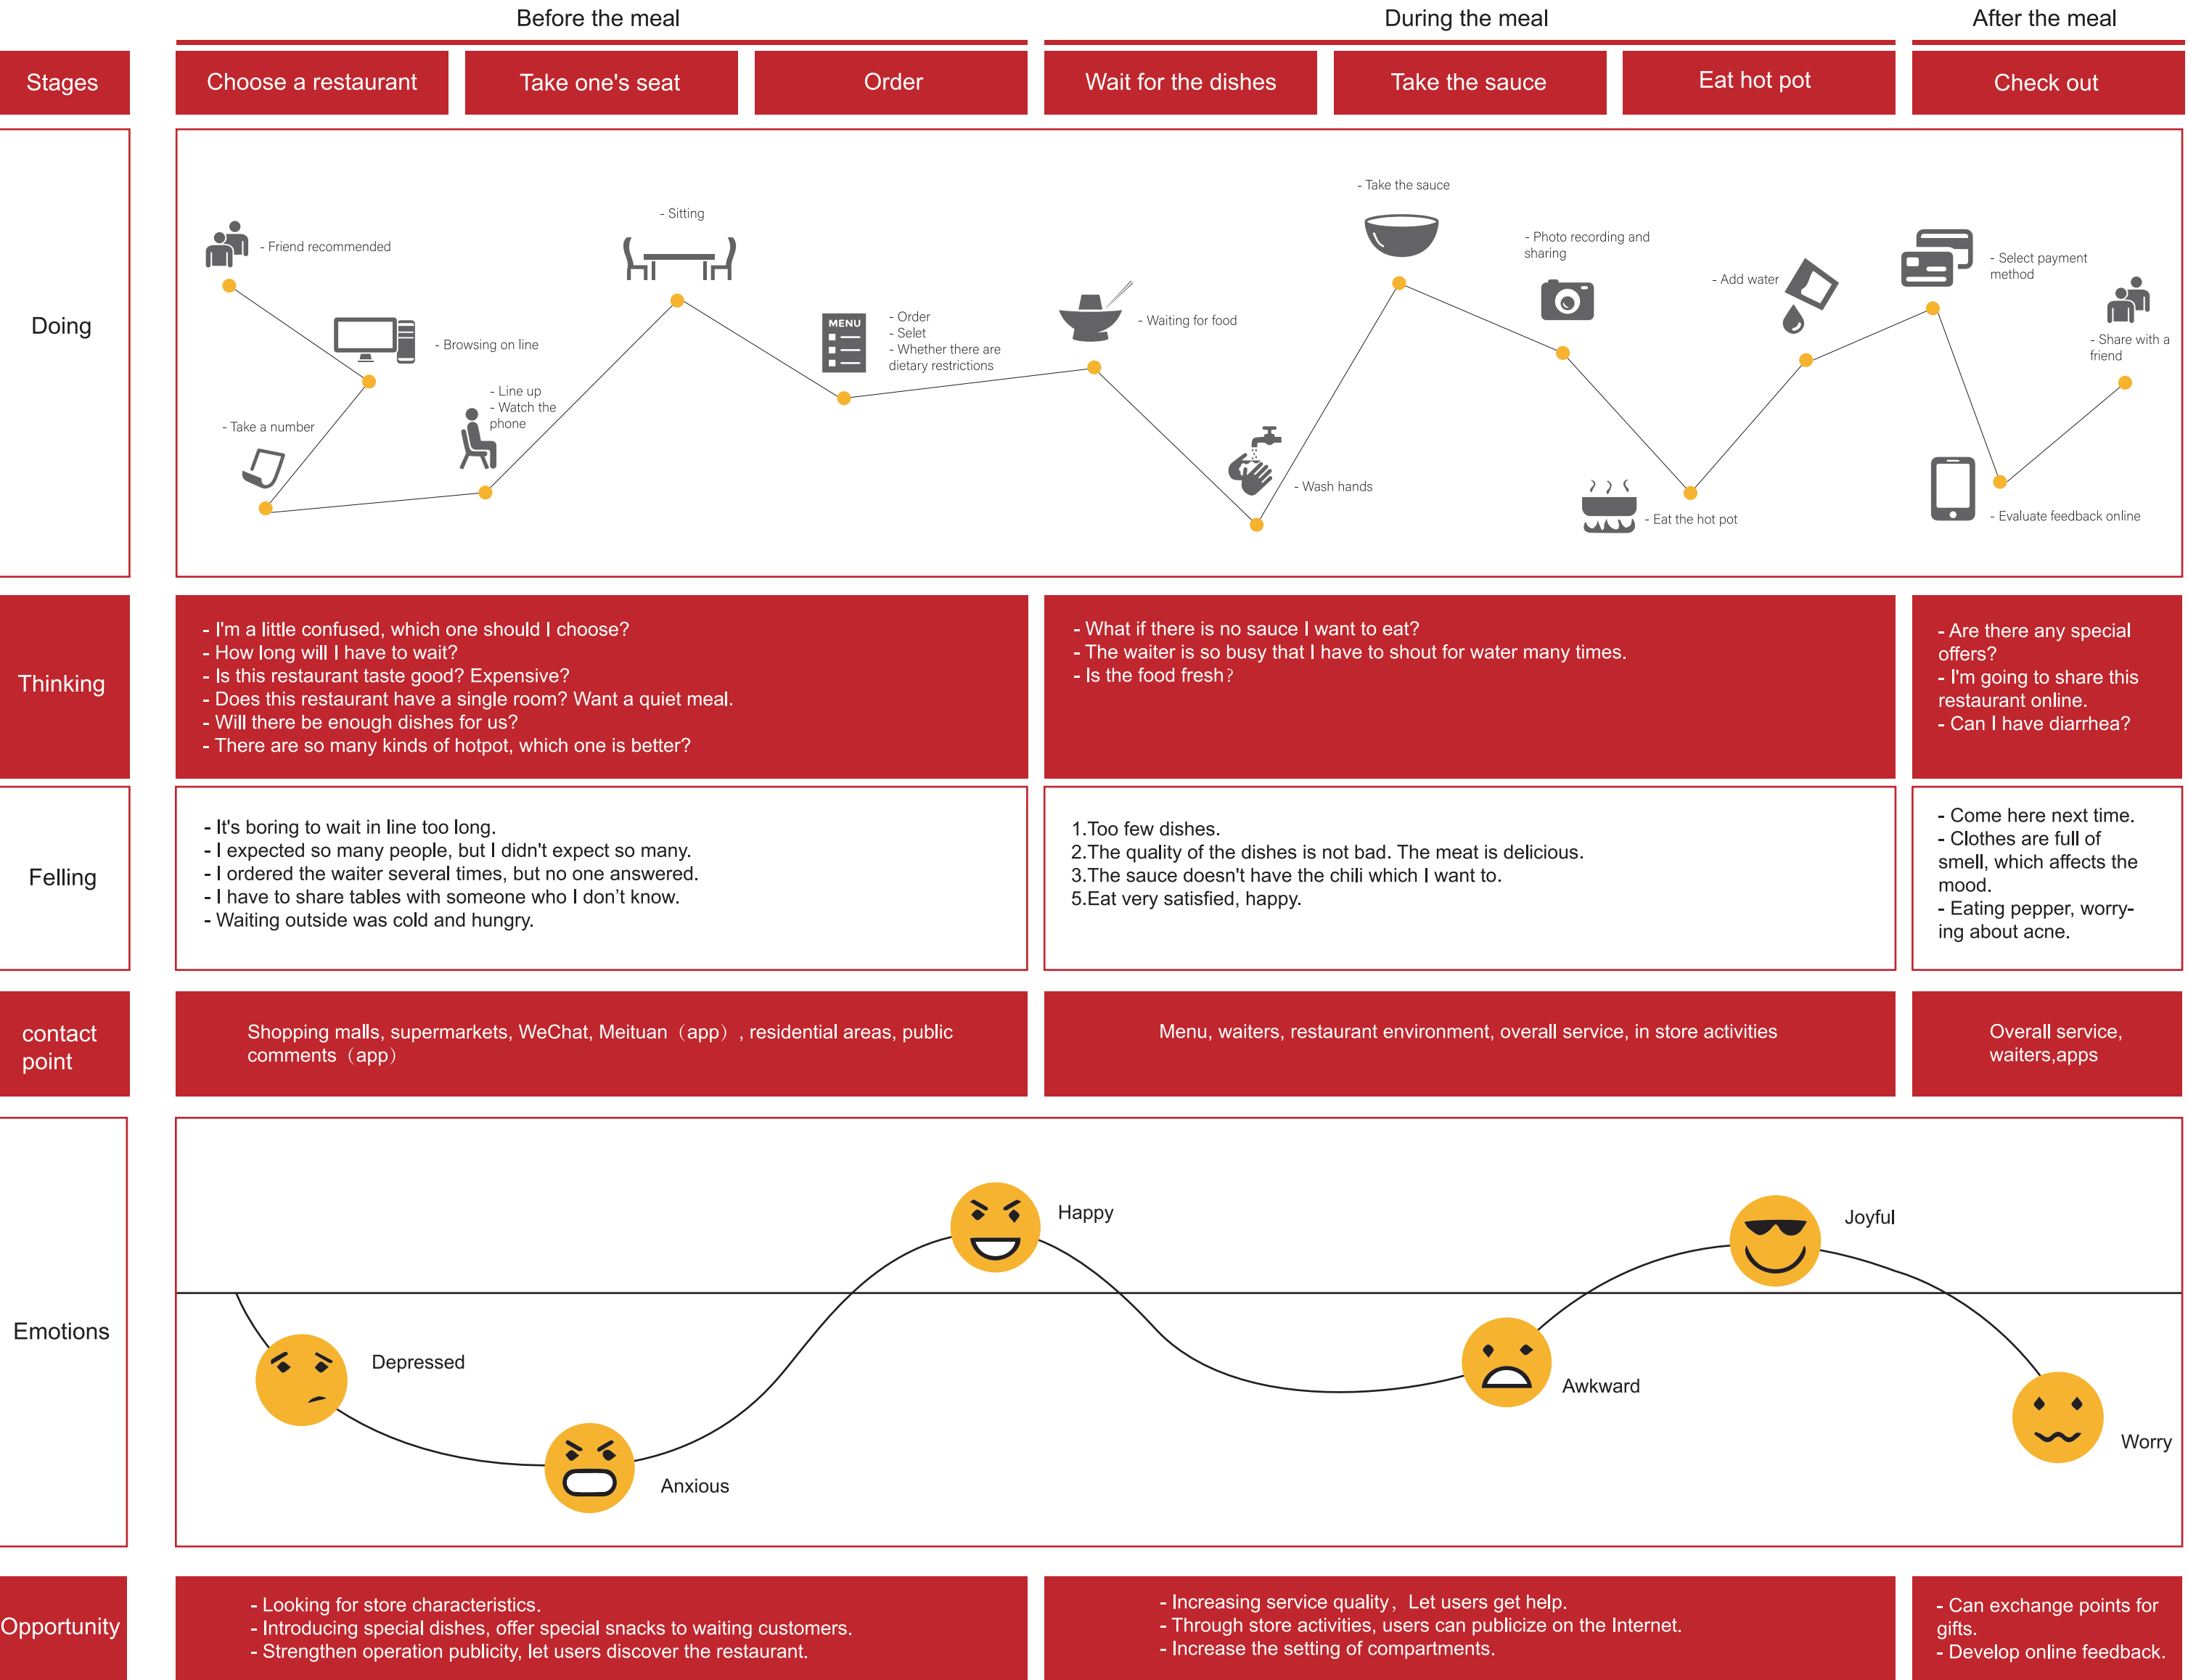 Before the meal
During the meal
After the meal
Stages
Choose a restaurant
Take one's seat
Order
Wait for the dishes
Take the sauce
Eat hot pot
Check out
Doing
- Friend recommended
- Browsing on line
- Take a number
- Line up
- Watch the
phone
- Sitting
MENU
- Order
- Selet
- Whether there are
dietary restrictions
- Waiting for food
- Wash hands
- Take the sauce
- Photo recording and
sharing
- Eat the hot pot
- Add water
- Select payment
method
- Evaluate feedback online
- Share with a
friend
Thinking
- I'm a little confused, which one should I choose?
- How long will I have to wait?
- Is this restaurant taste good? Expensive?
- Does this restaurant have a single room? Want a quiet meal.
- Will there be enough dishes for us?
- There are so many kinds of hotpot, which one is better?
- What if there is no sauce I want to eat?
- The waiter is so busy that I have to shout for water many times.
- Is the food fresh？
- Are there any special
offers?
- I'm going to share this
restaurant online.
- Can I have diarrhea?
Felling
- It's boring to wait in line too long.
- I expected so many people, but I didn't expect so many.
- I ordered the waiter several times, but no one answered.
- I have to share tables with someone who I don’t know.
- Waiting outside was cold and hungry.
1.Too few dishes.
2.The quality of the dishes is not bad. The meat is delicious.
3.The sauce doesn't have the chili which I want to.
5.Eat very satisfied, happy.
- Come here next time.
- Clothes are full of
smell, which affects the
mood.
- Eating pepper, worry-
ing about acne.
contact
point
Shopping malls, supermarkets, WeChat, Meituan（app）, residential areas, public
comments（app）
Menu, waiters, restaurant environment, overall service, in store activities
Overall service,
waiters,apps
Emotions
Depressed
Anxious
Happy
Awkward
Joyful
Worry
Opportunity
- Looking for store characteristics.
- Introducing special dishes, offer special snacks to waiting customers.
- Strengthen operation publicity, let users discover the restaurant.
- Increasing service quality，Let users get help.
- Through store activities, users can publicize on the Internet.
- Increase the setting of compartments.
- Can exchange points for
gifts.
- Develop online feedback.